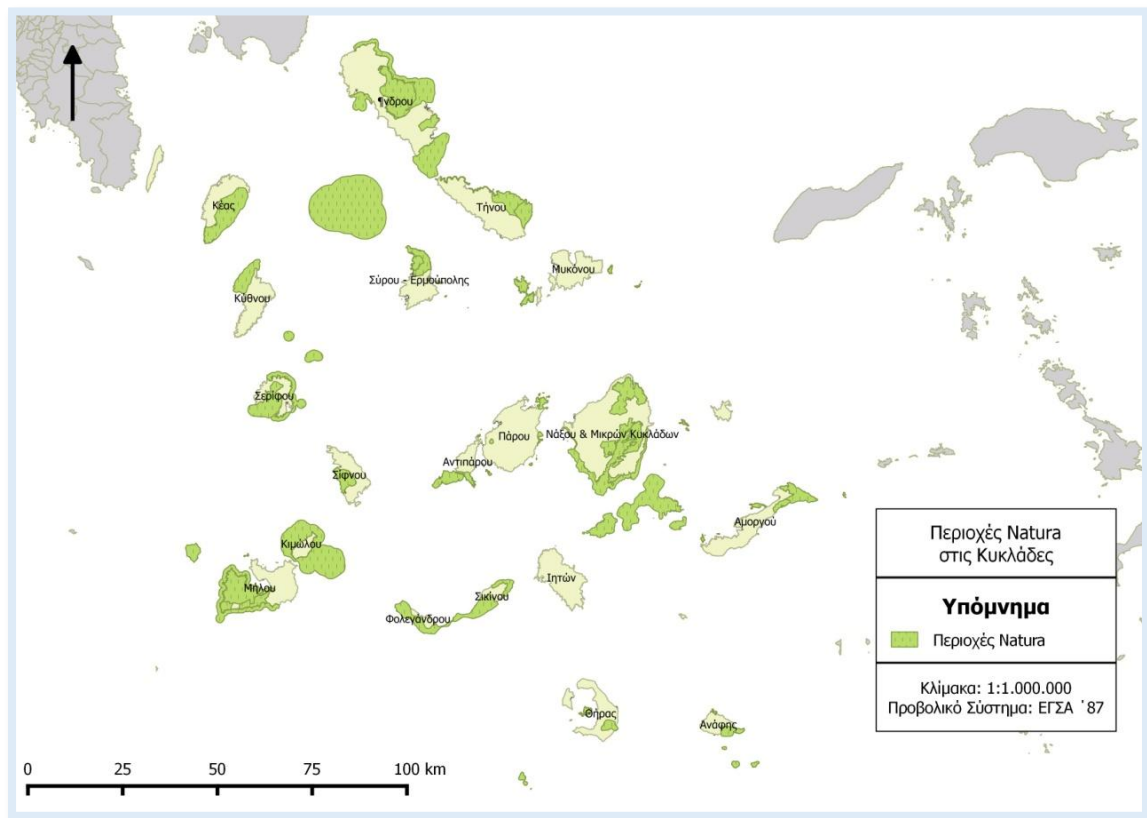 ¶νδρου
Κέας
Τήνου
Μυκόνου
Σύρου - Ερμούπολης
Κύθνου
Σερίφου
Πάρου
Νάξου & Μικρών Κυκλάδων
Αντιπάρου
Σίφνου
Αμοργού
Κιμώλου
Ιητών
Μήλου
Σικίνου
Φολεγάνδρου
Θήρας
Ανάφης
Περιοχές Natura
στις Κυκλάδες
Υπόμνημα
Περιοχές Natura
Κλίμακα: 1:1.000.000
Προβολικό Σύστημα: ΕΓΣΑ ΄87
0 25 50 75 100 km